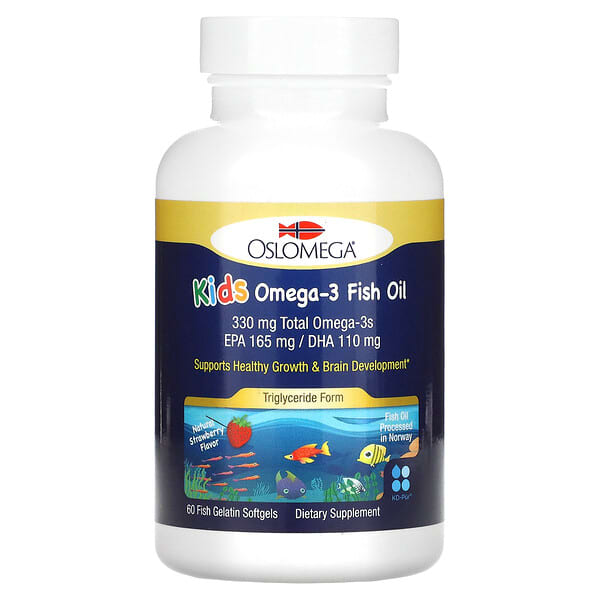 OSLOMEGA®
Kids Omega-3 Fish Oil
330 mg Total Omega-3s
EPA 165 mg / DHA 110 mg
Supports Healthy Growth & Brain Development*
Triglyceride Form
Natural
Strawberry
Flavor
Fish Oil
Processed
in Norway
KD-Pür®
60 Fish Gelatin Softgels
Dietary Supplement